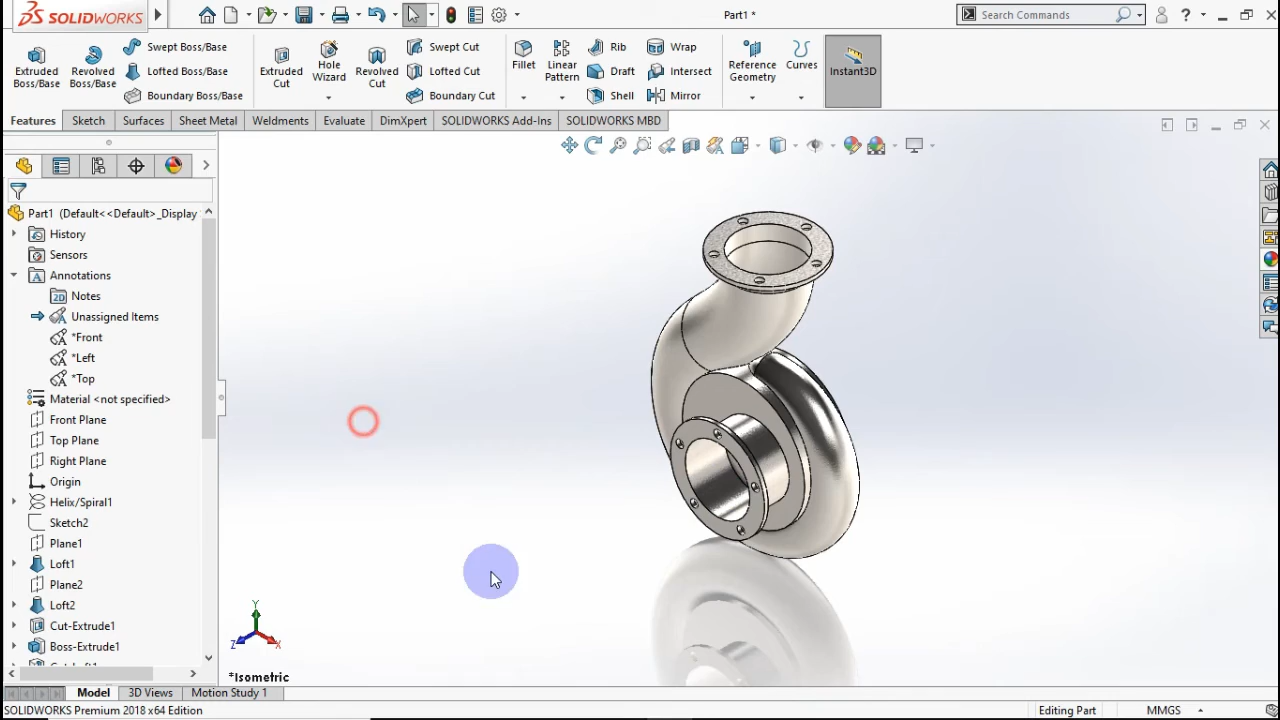 SOLIDWORKS
Part1 *
Search Commands
?
Extruded Boss/Base
Revolved Boss/Base
Swept Boss/Base
Lofted Boss/Base
Boundary Boss/Base
Extruded Cut
Hole Wizard
Revolved Cut
Swept Cut
Lofted Cut
Boundary Cut
Fillet
Linear Pattern
Rib
Draft
Shell
Wrap
Intersect
Mirror
Reference Geometry
Curves
Instant3D
Features Sketch Surfaces Sheet Metal Weldments Evaluate DimXpert SOLIDWORKS Add-Ins SOLIDWORKS MBD
Part1 (Default<<Default>_Display
History
Sensors
Annotations
Notes
Unassigned Items
*Front
*Left
*Top
Material <not specified>
Front Plane
Top Plane
Right Plane
Origin
Helix/Spiral1
Sketch2
Plane1
Loft1
Plane2
Loft2
Cut-Extrude1
Boss-Extrude1
Y
Z
X
*Isometric
Model 3D Views Motion Study 1
SOLIDWORKS Premium 2018 x64 Edition
Editing Part
MMGS